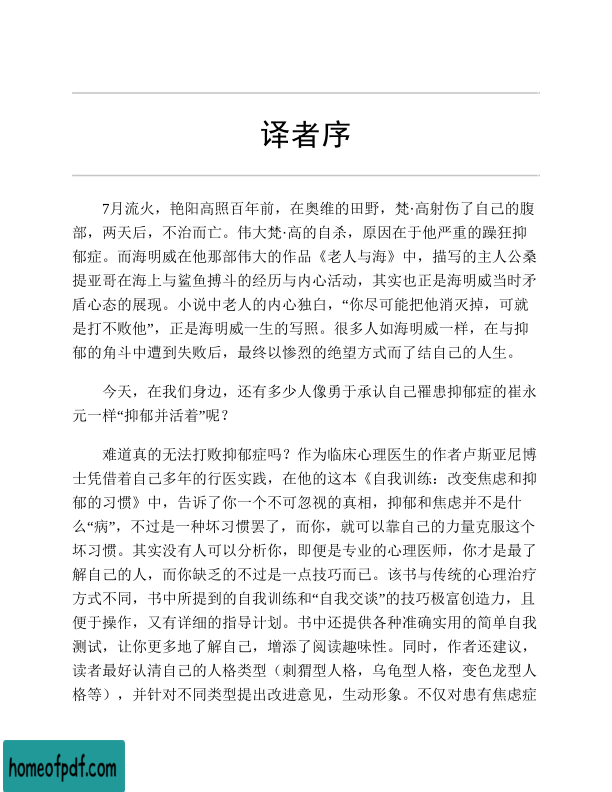 译者序
7月流火，艳阳高照百年前，在奥维的田野，梵·高射伤了自己的腹
部，两天后，不治而亡。伟大梵·高的自杀，原因在于他严重的躁狂抑
郁症。而海明威在他那部伟大的作品《老人与海》中，描写的主人公桑
提亚哥在海上与鲨鱼搏斗的经历与内心活动，其实也正是海明威当时矛
盾心态的展现。小说中老人的内心独白，“你尽可能把他消灭掉，可就
是打不败他”，正是海明威一生的写照。很多人如海明威一样，在与抑
郁的角斗中遭到失败后，最终以惨烈的绝望方式而了结自己的人生。
今天，在我们身边，还有多少人像勇于承认自己罹患抑郁症的崔永
元一样“抑郁并活着”呢？
难道真的无法打败抑郁症吗？作为临床心理医生的作者卢斯亚尼博
士凭借着自己多年的行医实践，在他的这本《自我训练：改变焦虑和抑
郁的习惯》中，告诉了你一个不可忽视的真相，抑郁和焦虑并不是什
么“病”，不过是一种坏习惯罢了，而你，就可以靠自己的力量克服这个
坏习惯。其实没有人可以分析你，即便是专业的心理医师，你才是最了
解自己的人，而你缺乏的不过是一点技巧而已。该书与传统的心理治疗
方式不同，书中所提到的自我训练和“自我交谈”的技巧极富创造力，且
便于操作，又有详细的指导计划。书中还提供各种准确实用的简单自我
测试，让你更多地了解自己，增添了阅读趣味性。同时，作者还建议，
读者最好认清自己的人格类型（刺猬型人格，乌龟型人格，变色龙型人
格等），并针对不同类型提出改进意见，生动形象。不仅对患有焦虑症
homeofpdf.com